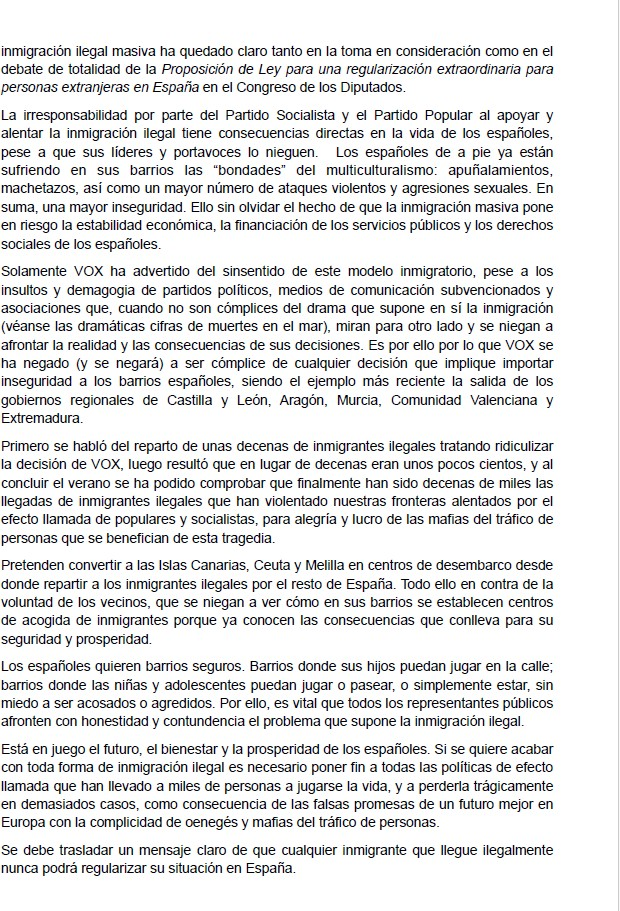 inmigración ilegal masiva ha quedado claro tanto en la toma en consideración como en el
debate de totalidad de la Proposición de Ley para una regularización extraordinaria para
personas extranjeras en España en el Congreso de los Diputados.
La irresponsabilidad por parte del Partido Socialista y el Partido Popular al apoyar y
alentar la inmigración ilegal tiene consecuencias directas en la vida de los españoles,
pese a que sus líderes y portavoces lo nieguen. Los españoles de a pie ya están
sufriendo en sus barrios las “bondades” del multiculturalismo: apuñalamientos,
machetazos, así como un mayor número de ataques violentos y agresiones sexuales. En
suma, una mayor inseguridad. Ello sin olvidar el hecho de que la inmigración masiva pone
en riesgo la estabilidad económica, la financiación de los servicios públicos y los derechos
sociales de los españoles.
Solamente VOX ha advertido del sinsentido de este modelo inmigratorio, pese a los
insultos y demagogia de partidos políticos, medios de comunicación subvencionados y
asociaciones que, cuando no son cómplices del drama que supone en sí la inmigración
(véanse las dramáticas cifras de muertes en el mar), miran para otro lado y se niegan a
afrontar la realidad y las consecuencias de sus decisiones. Es por ello por lo que VOX se
ha negado (y se negará) a ser cómplice de cualquier decisión que implique importar
inseguridad a los barrios españoles, siendo el ejemplo más reciente la salida de los
gobiernos regionales de Castilla y León, Aragón, Murcia, Comunidad Valenciana y
Extremadura.
Primero se habló del reparto de unas decenas de inmigrantes ilegales tratando ridiculizar
la decisión de VOX, luego resultó que en lugar de decenas eran unos pocos cientos, y al
concluir el verano se ha podido comprobar que finalmente han sido decenas de miles las
llegadas de inmigrantes ilegales que han violentado nuestras fronteras alentados por el
efecto llamada de populares y socialistas, para alegría y lucro de las mafias del tráfico de
personas que se benefician de esta tragedia.
Pretenden convertir a las Islas Canarias, Ceuta y Melilla en centros de desembarco desde
donde repartir a los inmigrantes ilegales por el resto de España. Todo ello en contra de la
voluntad de los vecinos, que se niegan a ver cómo en sus barrios se establecen centros
de acogida de inmigrantes porque ya conocen las consecuencias que conlleva para su
seguridad y prosperidad.
Los españoles quieren barrios seguros. Barrios donde sus hijos puedan jugar en la calle;
barrios donde las niñas y adolescentes puedan jugar o pasear, o simplemente estar, sin
miedo a ser acosados o agredidos. Por ello, es vital que todos los representantes públicos
afronten con honestidad y contundencia el problema que supone la inmigración ilegal.
Está en juego el futuro, el bienestar y la prosperidad de los españoles. Si se quiere acabar
con toda forma de inmigración ilegal es necesario poner fin a todas las políticas de efecto
llamada que han llevado a miles de personas a jugarse la vida, y a perderla trágicamente
en demasiados casos, como consecuencia de las falsas promesas de un futuro mejor en
Europa con la complicidad de oenegés y mafias del tráfico de personas.
Se debe trasladar un mensaje claro de que cualquier inmigrante que llegue ilegalmente
nunca podrá regularizar su situación en España.